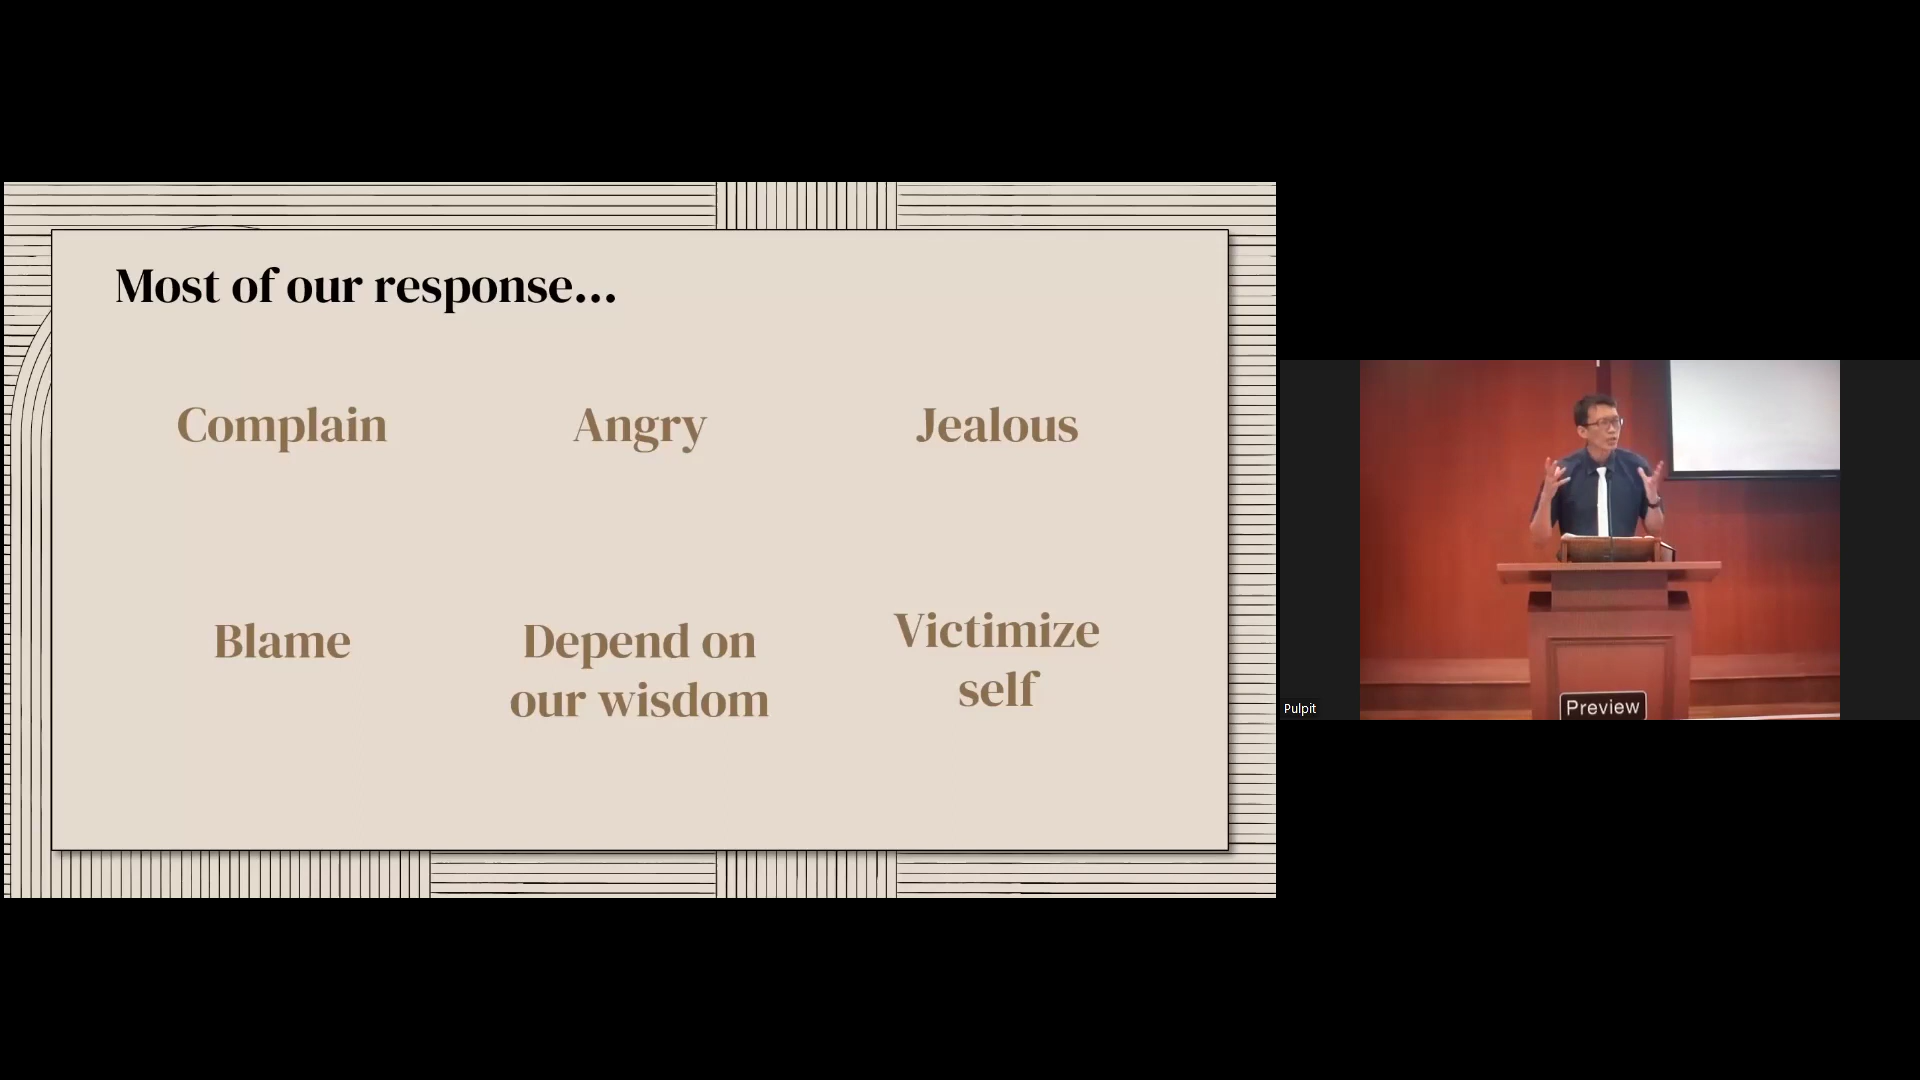 Most of our response...
Complain
Angry
Jealous
Blame
Depend on
our wisdom
Victimize
self
Pulpit
Preview